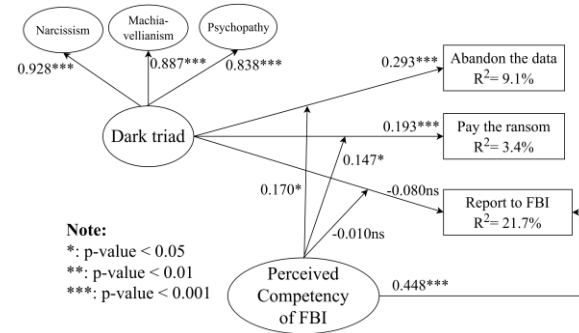 Narcissism
Machia-
vellianism
Psychopathy
0.928***
0.887***
0.838***
0.293***
Abandon the data
R²= 9.1%
Dark triad
0.193***
Pay the ransom
R²= 3.4%
0.147*
0.170*
-0.080ns
Report to FBI
R²= 21.7%
-0.010ns
Note:
*: p-value < 0.05
**: p-value < 0.01
***: p-value < 0.001
Perceived
Competency
of FBI
0.448***